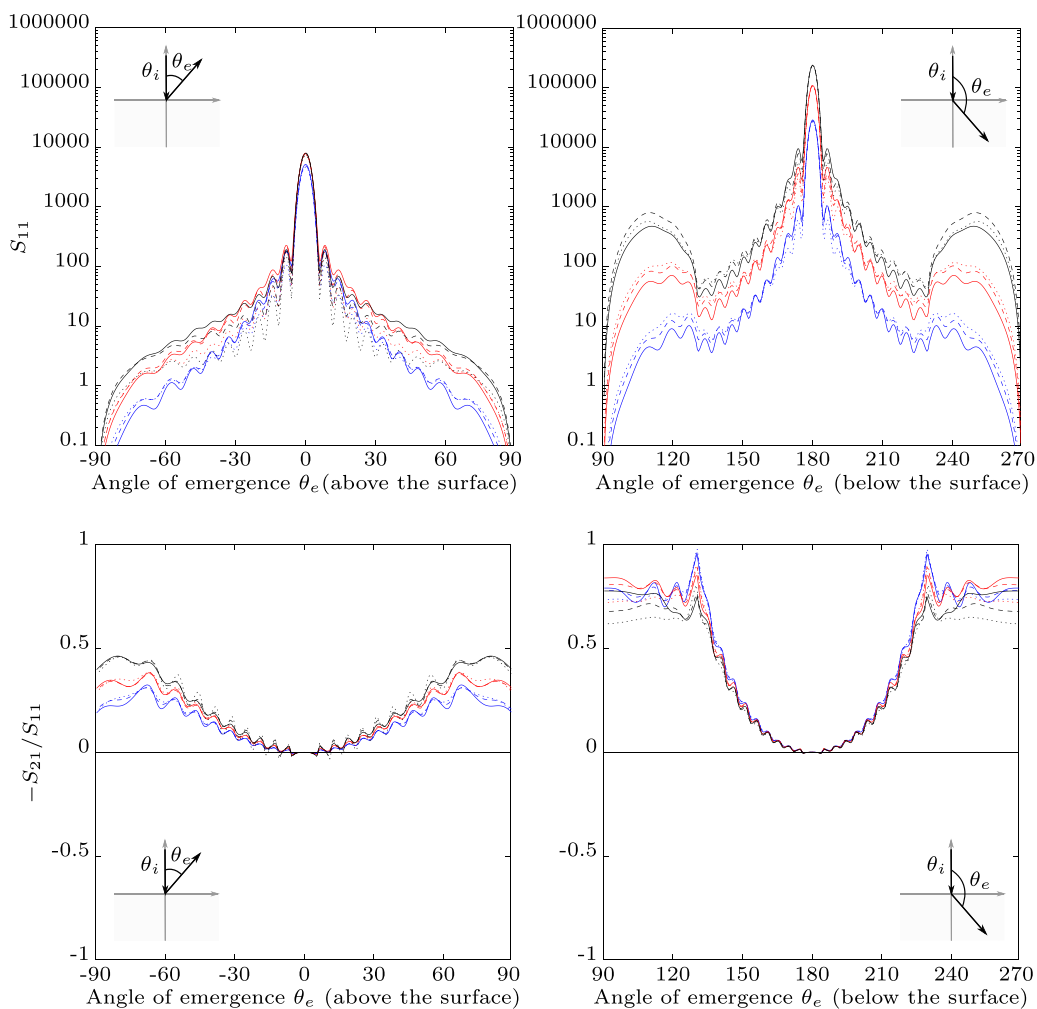 1000000
100000
10000
1000
100
10
1
0.1
S11
θi
θe
-90 -60 -30 0 30 60 90
Angle of emergence θe(above the surface)
1000000
100000
10000
1000
100
10
1
0.1
θi
θe
90 120 150 180 210 240 270
Angle of emergence θe (below the surface)
1
0.5
0
-0.5
-1
−S21/S11
θi
θe
-90 -60 -30 0 30 60 90
Angle of emergence θe (above the surface)
1
0.5
0
-0.5
-1
θi
θe
90 120 150 180 210 240 270
Angle of emergence θe (below the surface)